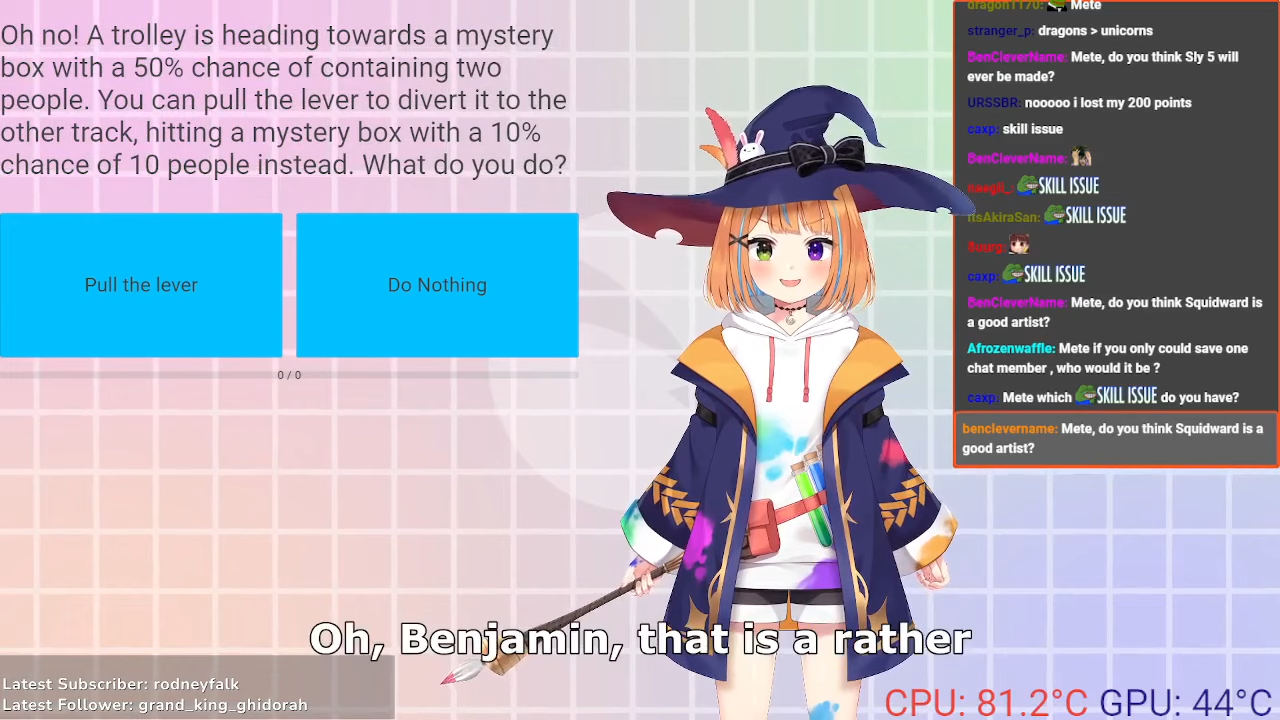 Oh no! A trolley is heading towards a mystery
box with a 50% chance of containing two
people. You can pull the lever to divert it to the
other track, hitting a mystery box with a 10%
chance of 10 people instead. What do you do?
Pull the lever
Do Nothing
0 / 0
dragon1170: Mete
stranger_p: dragons > unicorns
BenCleverName: Mete, do you think Sly 5 will
ever be made?
URSSBR: nooooo i lost my 200 points
caxp: skill issue
BenCleverName:
SKILL ISSUE
itsAkiraSan: SKILL ISSUE
caxp: SKILL ISSUE
BenCleverName: Mete, do you think Squidward is
a good artist?
Afrozenwaffle: Mete if you only could save one
chat member , who would it be ?
caxp: Mete which SKILL ISSUE do you have?
benclevername: Mete, do you think Squidward is a
good artist?
Oh, Benjamin, that is a rather
Latest Subscriber: rodneyfalk
Latest Follower: grand_king_ghidorah
CPU: 81.2°C GPU: 44°C